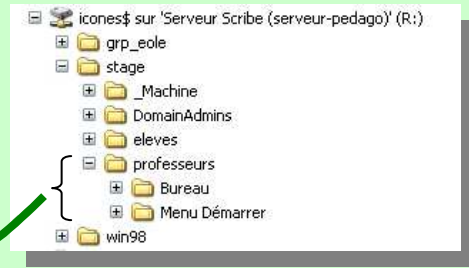 icones$ sur 'Serveur Scribe (serveur-pedago)' (R:)
grp_eole
stage
_Machine
DomainAdmins
eleves
professeurs
Bureau
Menu Démarrer
win98